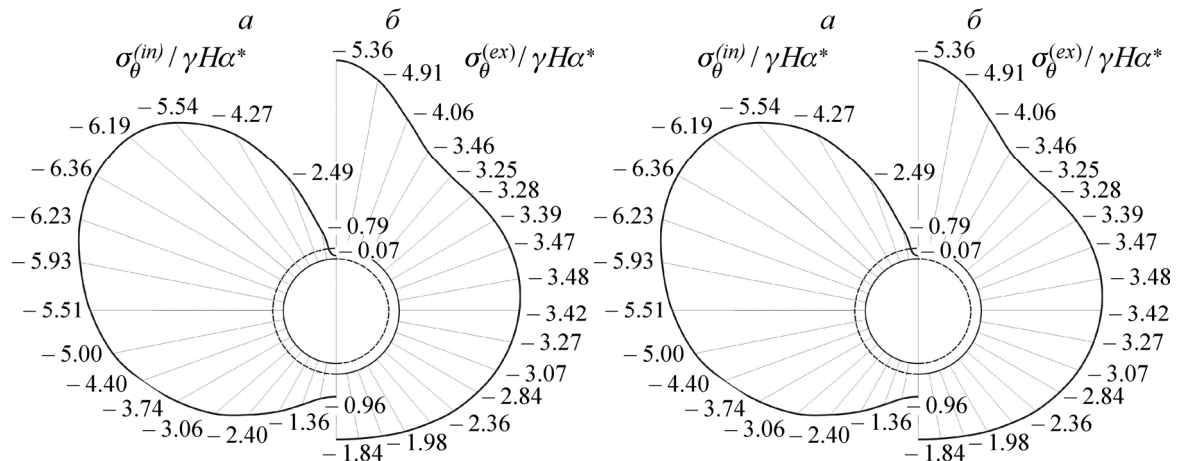 а б а б
σθ(in) / γHα* σθ(ex) / γHα* σθ(in) / γHα* σθ(ex) / γHα*
− 5.36 − 5.36
− 4.91 − 4.91
− 5.54 − 4.27 − 4.06 − 5.54 − 4.27 − 4.06
− 6.19 − 3.46 − 6.19 − 3.46
− 6.36 − 2.49 − 3.25 − 6.36 − 2.49 − 3.25
− 3.28 − 3.28
− 6.23 − 0.79 − 3.39 − 6.23 − 0.79 − 3.39
− 5.93 − 0.07 − 3.47 − 5.93 − 0.07 − 3.47
− 3.48 − 3.48
− 5.51 − 3.42 − 5.51 − 3.42
− 5.00 − 3.27 − 5.00 − 3.27
− 4.40 − 3.07 − 4.40 − 3.07
− 3.74 − 0.96 − 2.84 − 3.74 − 0.96 − 2.84
− 3.06 − 2.40 − 1.36 − 2.36 − 3.06 − 2.40 − 1.36 − 2.36
− 1.84 − 1.98 − 1.84 − 1.98